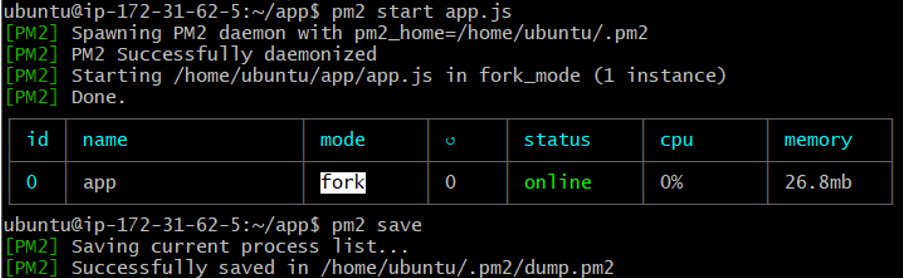 ubuntu@ip-172-31-62-5:~/app$ pm2 start app.js
[PM2] Spawning PM2 daemon with pm2_home=/home/ubuntu/.pm2
[PM2] PM2 Successfully daemonized
[PM2] Starting /home/ubuntu/app/app.js in fork_mode (1 instance)
[PM2] Done.
id name mode ↺ status cpu memory
0 app fork 0 online 0% 26.8mb
ubuntu@ip-172-31-62-5:~/app$ pm2 save
[PM2] Saving current process list...
[PM2] Successfully saved in /home/ubuntu/.pm2/dump.pm2